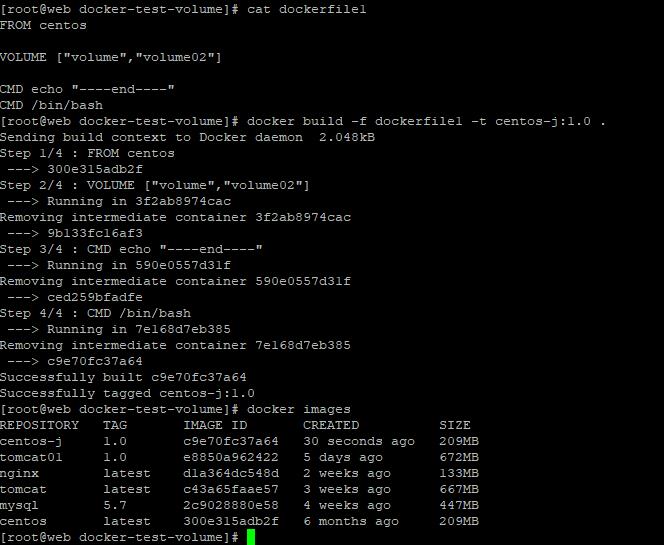 [root@web docker-test-volume]# cat dockerfile1
FROM centos
VOLUME ["volume","volume02"]
CMD echo "----end----"
CMD /bin/bash
[root@web docker-test-volume]# docker build -f dockerfile1 -t centos-j:1.0 .
Sending build context to Docker daemon  2.048kB
Step 1/4 : FROM centos
 ---> 300e315adb2f
Step 2/4 : VOLUME ["volume","volume02"]
 ---> Running in 3f2ab8974cac
Removing intermediate container 3f2ab8974cac
 ---> 9b133fc16af3
Step 3/4 : CMD echo "----end----"
 ---> Running in 590e0557d31f
Removing intermediate container 590e0557d31f
 ---> ced259bfadfe
Step 4/4 : CMD /bin/bash
 ---> Running in 7e168d7eb385
Removing intermediate container 7e168d7eb385
 ---> c9e70fc37a64
Successfully built c9e70fc37a64
Successfully tagged centos-j:1.0
[root@web docker-test-volume]# docker images
REPOSITORY   TAG       IMAGE ID       CREATED          SIZE
centos-j     1.0       c9e70fc37a64   30 seconds ago   209MB
tomcat01     1.0       e8850a962422   5 days ago       672MB
nginx        latest    d1a364dc548d   2 weeks ago      133MB
tomcat       latest    c43a65faae57   3 weeks ago      667MB
mysql        5.7       2c9028880e58   4 weeks ago      447MB
centos       latest    300e315adb2f   6 months ago     209MB
[root@web docker-test-volume]#